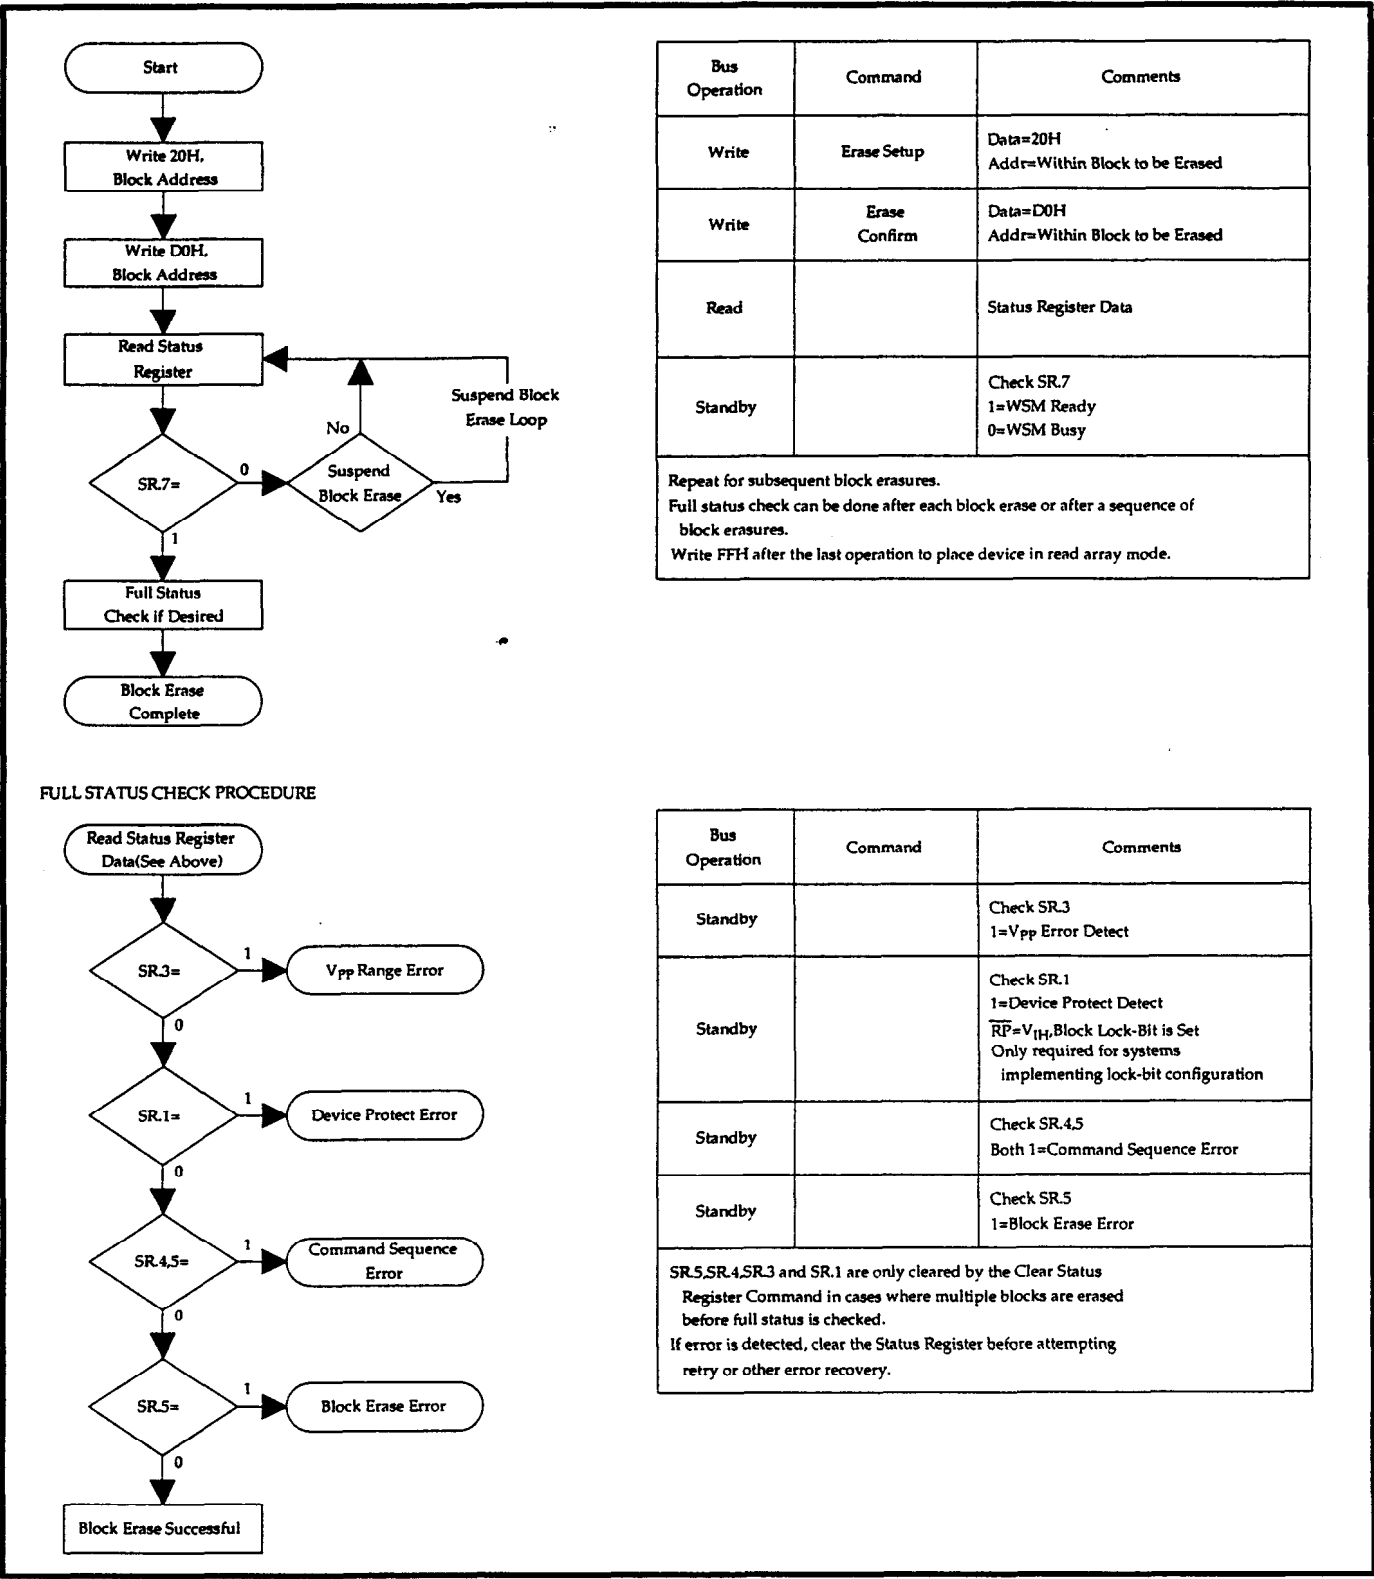 Start
Write 20H,
Block Address
Write D0H,
Block Address
Read Status
Register
Suspend Block
Erase Loop
No
SR.7=
0
Suspend
Block Erase
Yes
1
Full Status
Check if Desired
Block Erase
Complete
Bus
Operation
Command
Comments
Write
Erase Setup
Data=20H
Addr=Within Block to be Erased
Write
Erase
Confirm
Data=D0H
Addr=Within Block to be Erased
Read
Status Register Data
Standby
Check SR.7
1=WSM Ready
0=WSM Busy
Repeat for subsequent block erasures.
Full status check can be done after each block erase or after a sequence of
block erasures.
Write FFH after the last operation to place device in read array mode.
FULL STATUS CHECK PROCEDURE
Read Status Register
Data(See Above)
SR.3=
1
VPP Range Error
0
SR.1=
1
Device Protect Error
0
SR.4,5=
1
Command Sequence
Error
0
SR.5=
1
Block Erase Error
0
Block Erase Successful
Bus
Operation
Command
Comments
Standby
Check SR.3
1=VPP Error Detect
Standby
Check SR.1
1=Device Protect Detect
RP=VIH,Block Lock-Bit is Set
Only required for systems
implementing lock-bit configuration
Standby
Check SR.4,5
Both 1=Command Sequence Error
Standby
Check SR.5
1=Block Erase Error
SR.5,SR.4,SR.3 and SR.1 are only cleared by the Clear Status
Register Command in cases where multiple blocks are erased
before full status is checked.
If error is detected, clear the Status Register before attempting
retry or other error recovery.